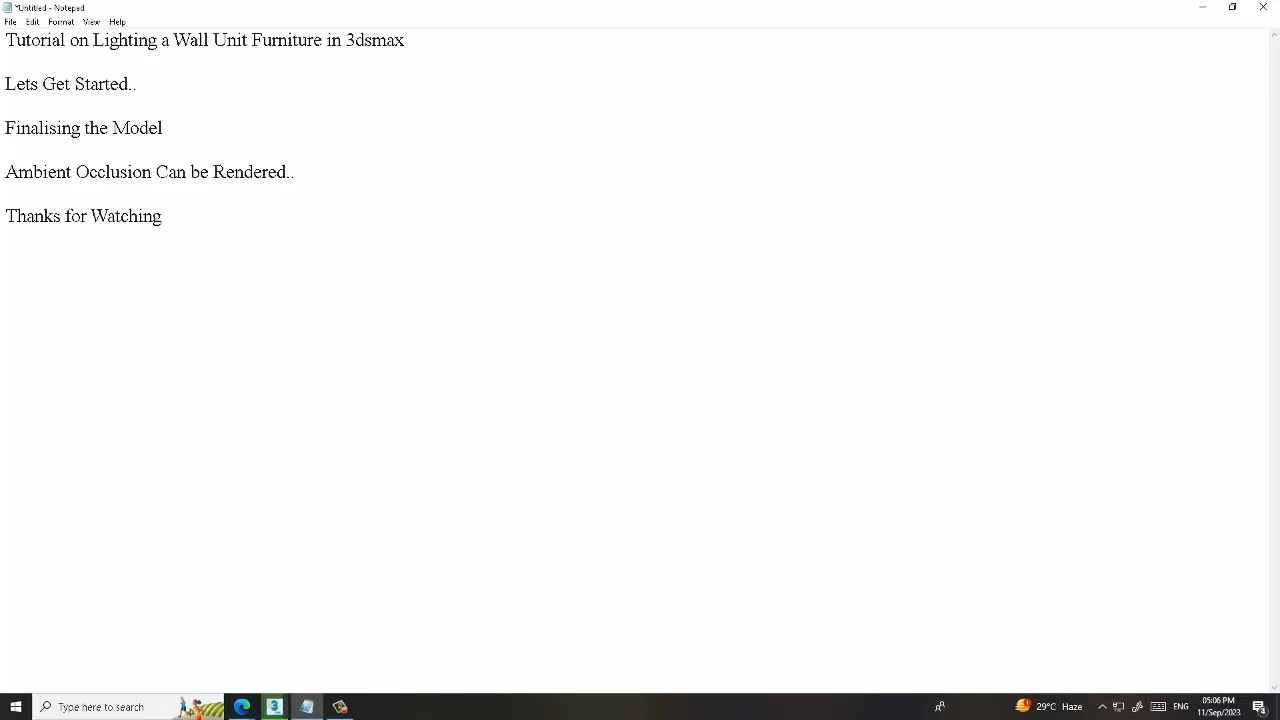 *Untitled - Notepad
File Edit Format View Help
Tutorial on Lighting a Wall Unit Furniture in 3dsmax
Lets Get Started..
Finalising the Model
Ambient Occlusion Can be Rendered..
Thanks for Watching
Type here to search
3
29°C Haze
ENG
05:06 PM
11/Sep/2023
4